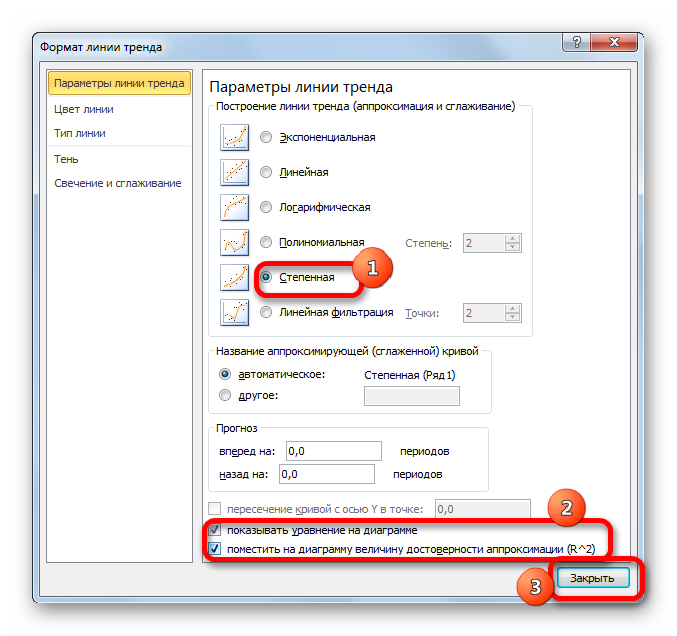 Формат линии тренда
?
Параметры линии тренда
Цвет линии
Тип линии
Тень
Свечение и сглаживание
Параметры линии тренда
Построение линии тренда (аппроксимация и сглаживание)
Экспоненциальная
Линейная
Логарифмическая
Полиномиальная Степень: 2
1
Степенная
Линейная фильтрация Точки: 2
Название аппроксимирующей (сглаженной) кривой
автоматическое: Степенная (Ряд1)
другое:
Прогноз
вперед на: 0,0 периодов
назад на: 0,0 периодов
пересечение кривой с осью Y в точке: 0,0
2
показывать уравнение на диаграмме
поместить на диаграмму величину достоверности аппроксимации (R^2)
3 Закрыть